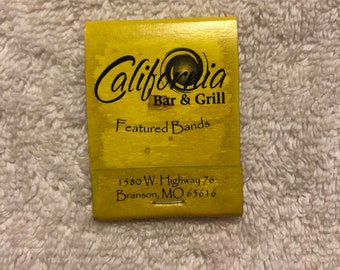 California
Bar & Grill
Featured Bands
1580 W. Highway 76
Branson, MO 65616